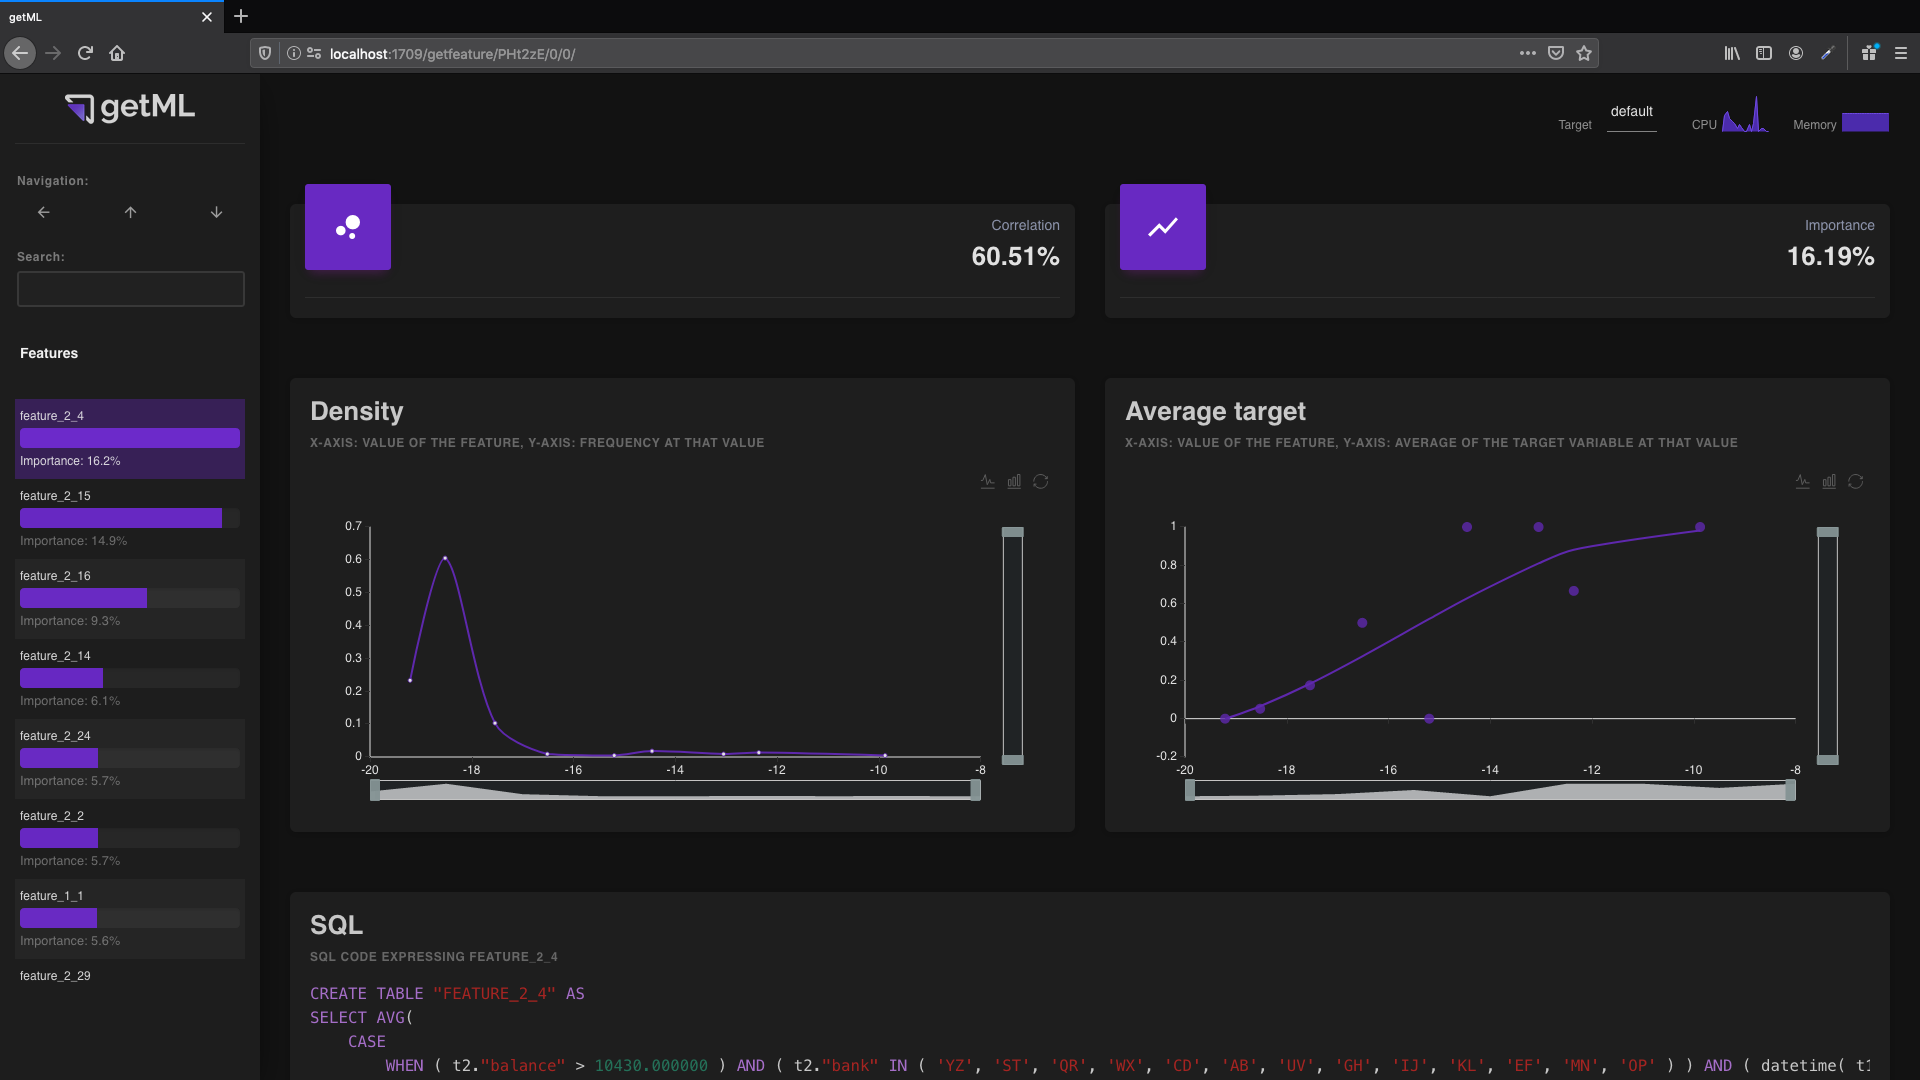 getML
localhost:1709/getfeature/PHt2zE/0/0/
getML
Target default CPU Memory
Navigation:
Search:
Features
feature_2_4
Importance: 16.2%
feature_2_15
Importance: 14.9%
feature_2_16
Importance: 9.3%
feature_2_14
Importance: 6.1%
feature_2_24
Importance: 5.7%
feature_2_2
Importance: 5.7%
feature_1_1
Importance: 5.6%
feature_2_29
Correlation
60.51%
Importance
16.19%
Density
X-AXIS: VALUE OF THE FEATURE, Y-AXIS: FREQUENCY AT THAT VALUE
0.7
0.6
0.5
0.4
0.3
0.2
0.1
0
-20 -18 -16 -14 -12 -10 -8
Average target
X-AXIS: VALUE OF THE FEATURE, Y-AXIS: AVERAGE OF THE TARGET VARIABLE AT THAT VALUE
1
0.8
0.6
0.4
0.2
0
-0.2
-20 -18 -16 -14 -12 -10 -8
SQL
SQL CODE EXPRESSING FEATURE_2_4
CREATE TABLE "FEATURE_2_4" AS
SELECT AVG(
CASE
WHEN ( t2."balance" > 10430.000000 ) AND ( t2."bank" IN ( 'YZ', 'ST', 'QR', 'WX', 'CD', 'AB', 'UV', 'GH', 'IJ', 'KL', 'EF', 'MN', 'OP' ) ) AND ( datetime( t1